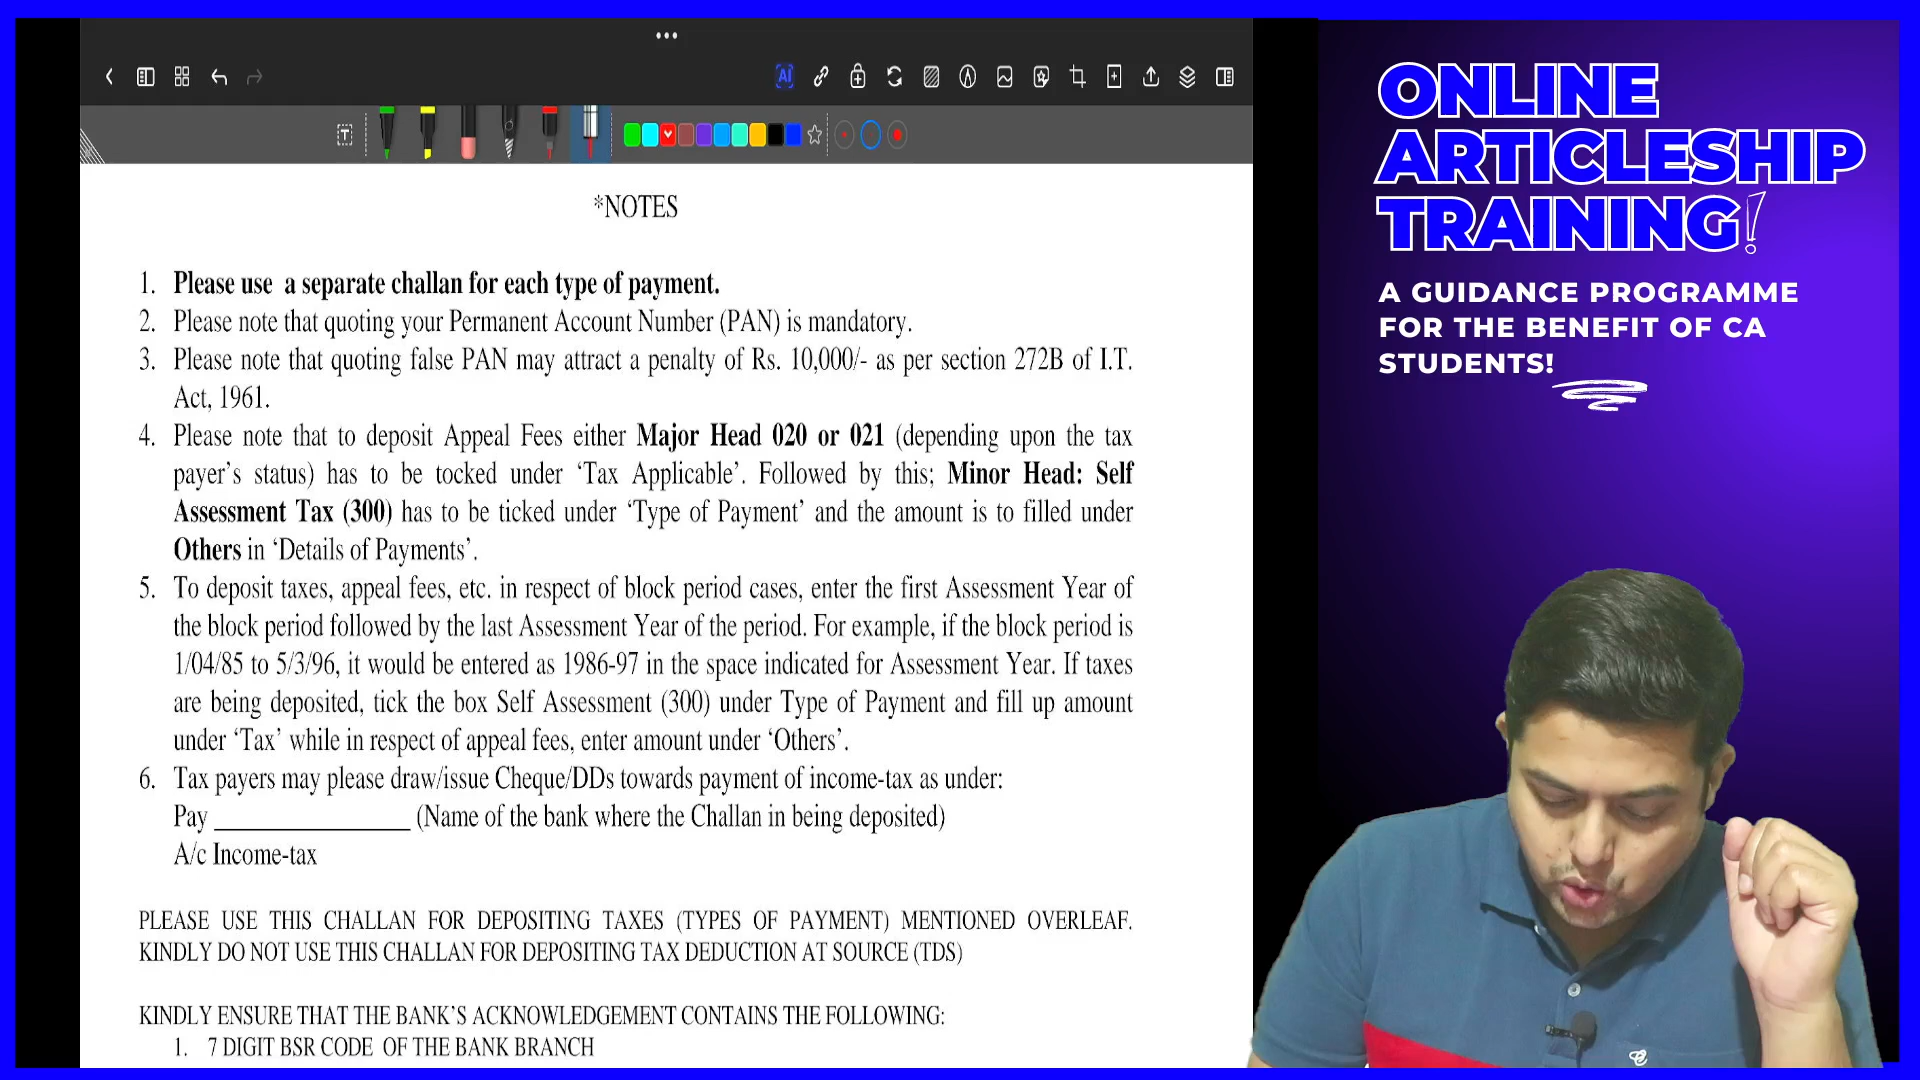 AI
T
*NOTES
1. Please use a separate challan for each type of payment.
2. Please note that quoting your Permanent Account Number (PAN) is mandatory.
3. Please note that quoting false PAN may attract a penalty of Rs. 10,000/- as per section 272B of I.T.
Act, 1961.
4. Please note that to deposit Appeal Fees either Major Head 020 or 021 (depending upon the tax
payer's status) has to be tocked under ‘Tax Applicable’. Followed by this; Minor Head: Self
Assessment Tax (300) has to be ticked under ‘Type of Payment’ and the amount is to filled under
Others in ‘Details of Payments’.
5. To deposit taxes, appeal fees, etc. in respect of block period cases, enter the first Assessment Year of
the block period followed by the last Assessment Year of the period. For example, if the block period is
1/04/85 to 5/3/96, it would be entered as 1986-97 in the space indicated for Assessment Year. If taxes
are being deposited, tick the box Self Assessment (300) under Type of Payment and fill up amount
under ‘Tax’ while in respect of appeal fees, enter amount under ‘Others’.
6. Tax payers may please draw/issue Cheque/DDs towards payment of income-tax as under:
Pay ________________ (Name of the bank where the Challan in being deposited)
A/c Income-tax
PLEASE USE THIS CHALLAN FOR DEPOSITING TAXES (TYPES OF PAYMENT) MENTIONED OVERLEAF.
KINDLY DO NOT USE THIS CHALLAN FOR DEPOSITING TAX DEDUCTION AT SOURCE (TDS)
KINDLY ENSURE THAT THE BANK’S ACKNOWLEDGEMENT CONTAINS THE FOLLOWING:
1. 7 DIGIT BSR CODE OF THE BANK BRANCH
ONLINE
ARTICLESHIP
TRAINING!
A GUIDANCE PROGRAMME
FOR THE BENEFIT OF CA
STUDENTS!